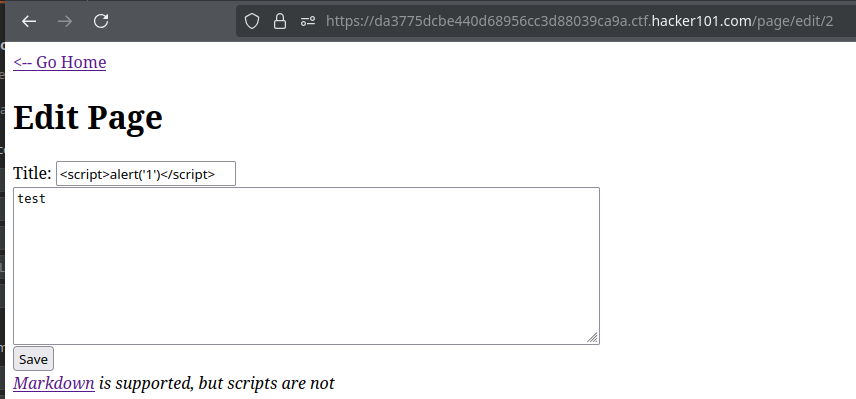 https://da3775dcbe440d68956cc3d88039ca9a.ctf.hacker101.com/page/edit/2
<-- Go Home
Edit Page
Title: <script>alert('1')</script>
test
Save
Markdown is supported, but scripts are not